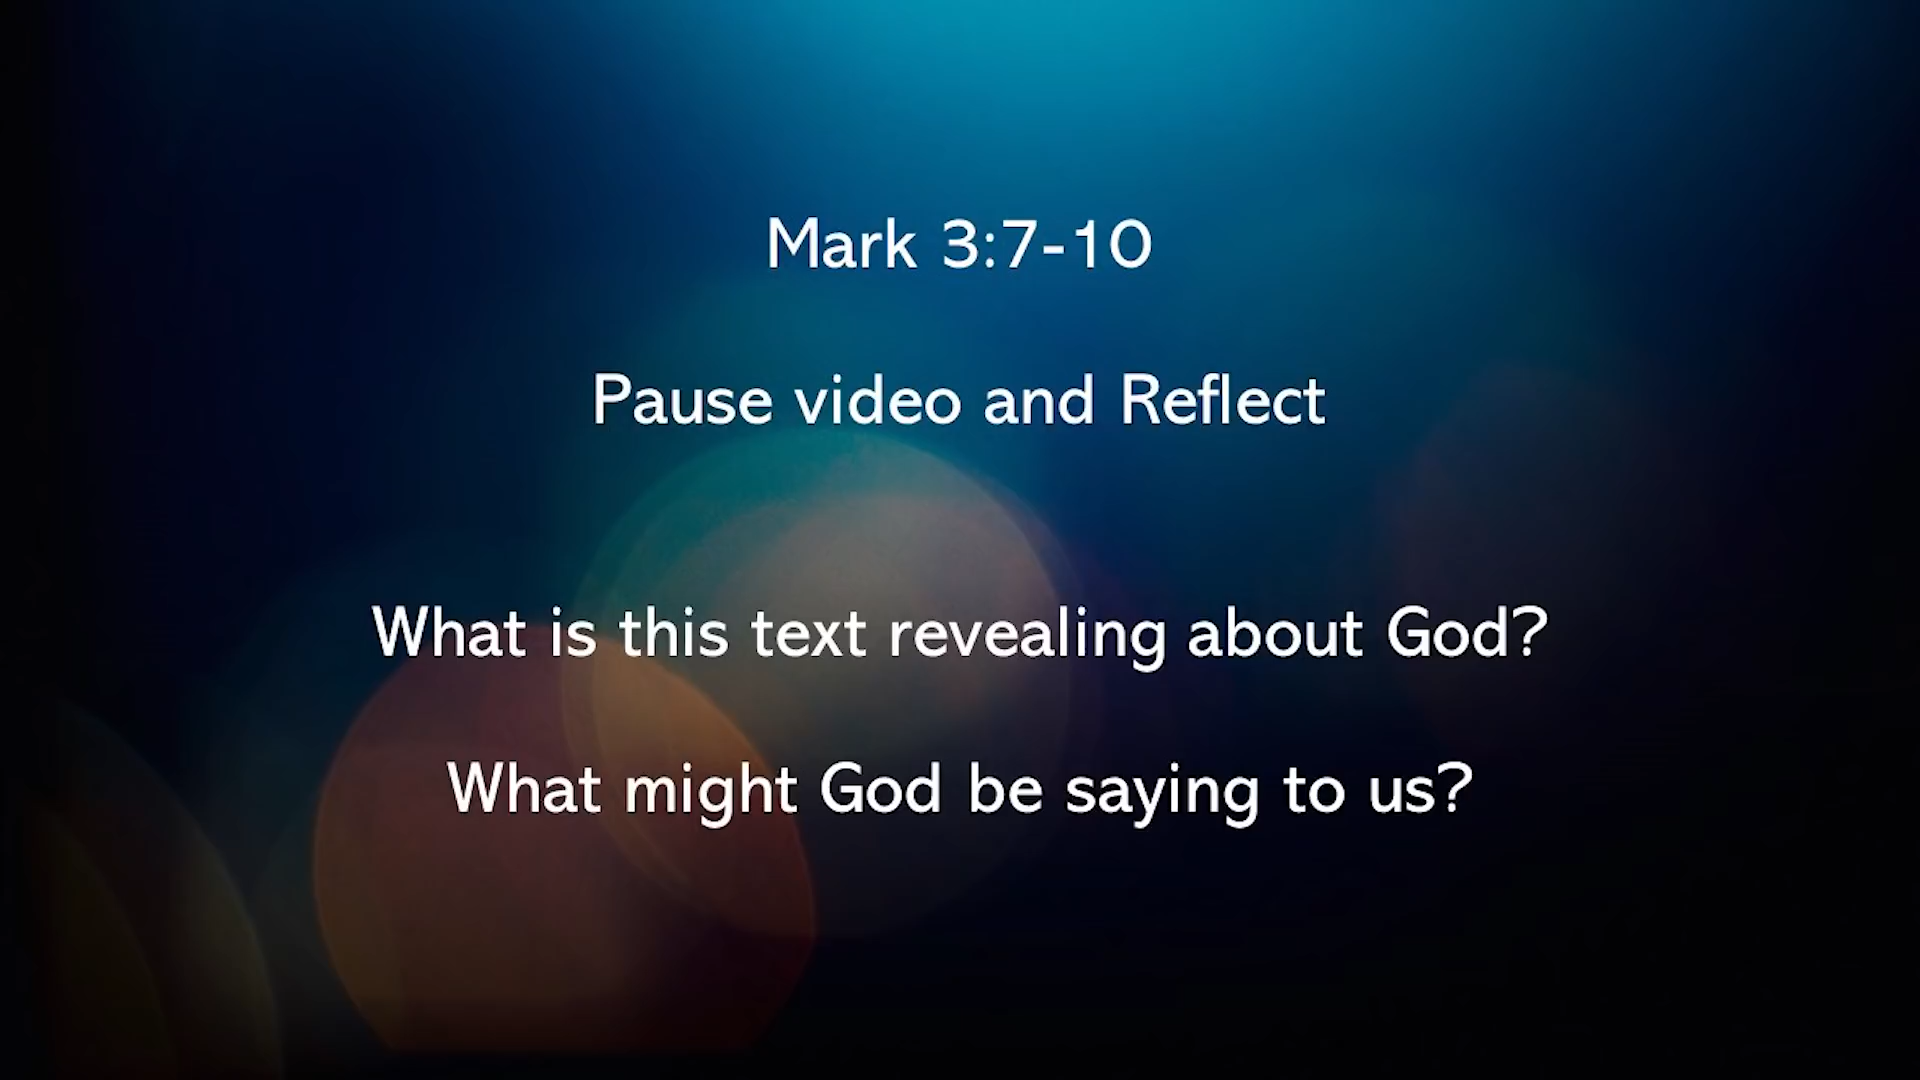 Mark 3:7-10
Pause video and Reflect
What is this text revealing about God?
What might God be saying to us?